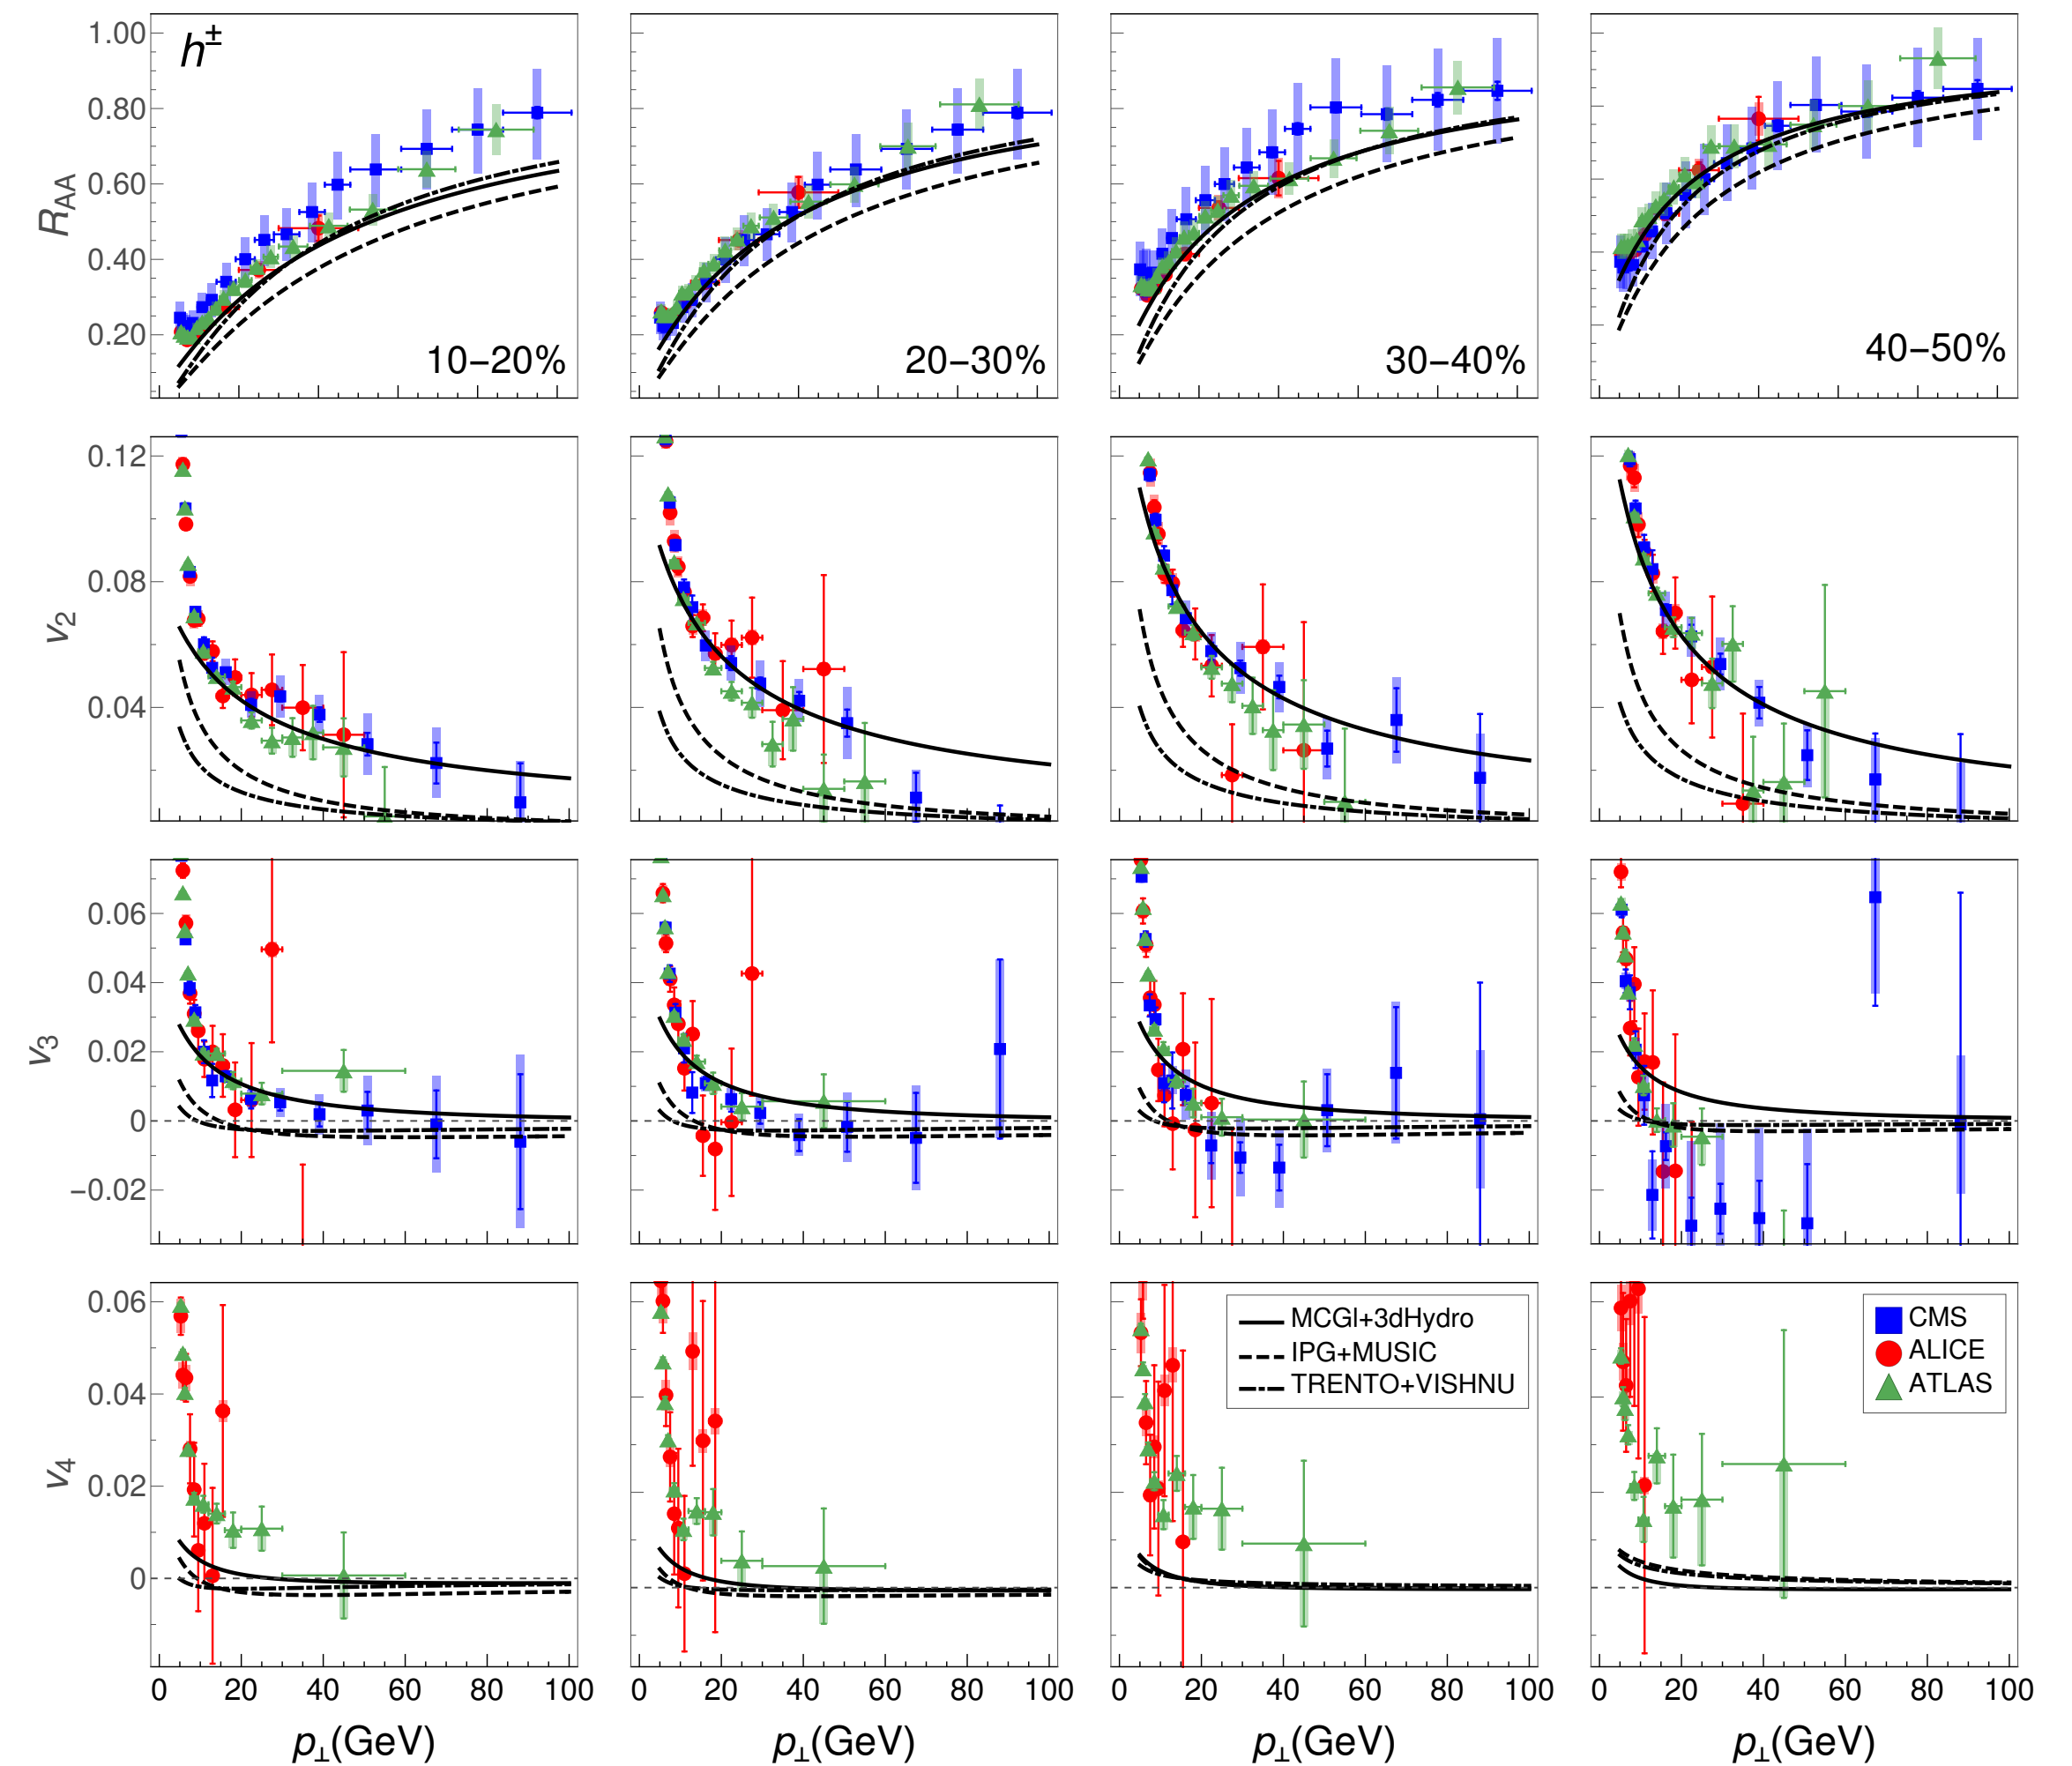 h±
R_AA
1.00
0.80
0.60
0.40
0.20
10–20%
20–30%
30–40%
40–50%
v₂
0.12
0.08
0.04
v₃
0.06
0.04
0.02
0
−0.02
v₄
0.06
0.04
0.02
0
MCGl+3dHydro
IPG+MUSIC
TRENTO+VISHNU
CMS
ALICE
ATLAS
0 20 40 60 80 100
0 20 40 60 80 100
0 20 40 60 80 100
0 20 40 60 80 100
p⊥(GeV)
p⊥(GeV)
p⊥(GeV)
p⊥(GeV)